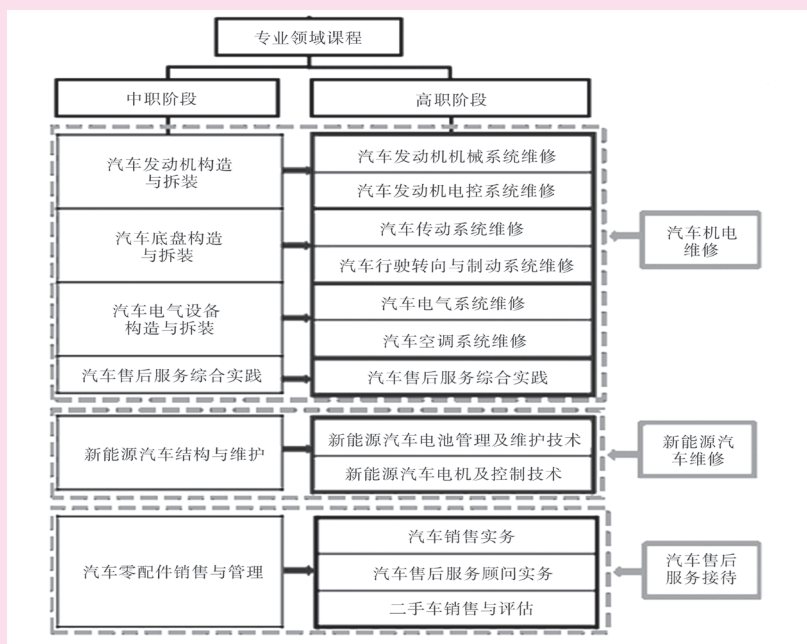 专业领域课程
中职阶段
高职阶段
汽车发动机构造
与拆装
汽车发动机机械系统维修
汽车发动机电控系统维修
汽车底盘构造
与拆装
汽车传动系统维修
汽车行驶转向与制动系统维修
汽车电气设备
构造与拆装
汽车电气系统维修
汽车空调系统维修
汽车售后服务综合实践
汽车售后服务综合实践
汽车机电
维修
新能源汽车结构与维护
新能源汽车电池管理及维护技术
新能源汽车电机及控制技术
新能源汽
车维修
汽车零配件销售与管理
汽车销售实务
汽车售后服务顾问实务
二手车销售与评估
汽车售后
服务接待